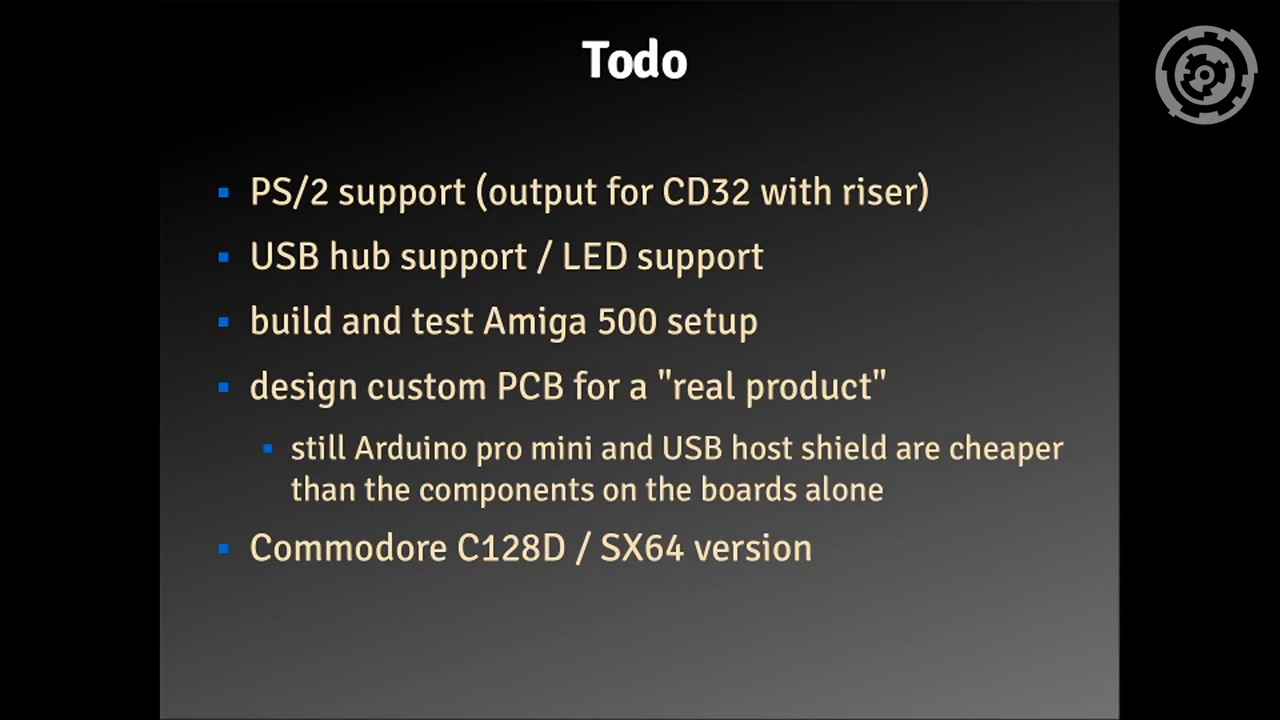 Todo
PS/2 support (output for CD32 with riser)
USB hub support / LED support
build and test Amiga 500 setup
design custom PCB for a "real product"
still Arduino pro mini and USB host shield are cheaper
than the components on the boards alone
Commodore C128D / SX64 version